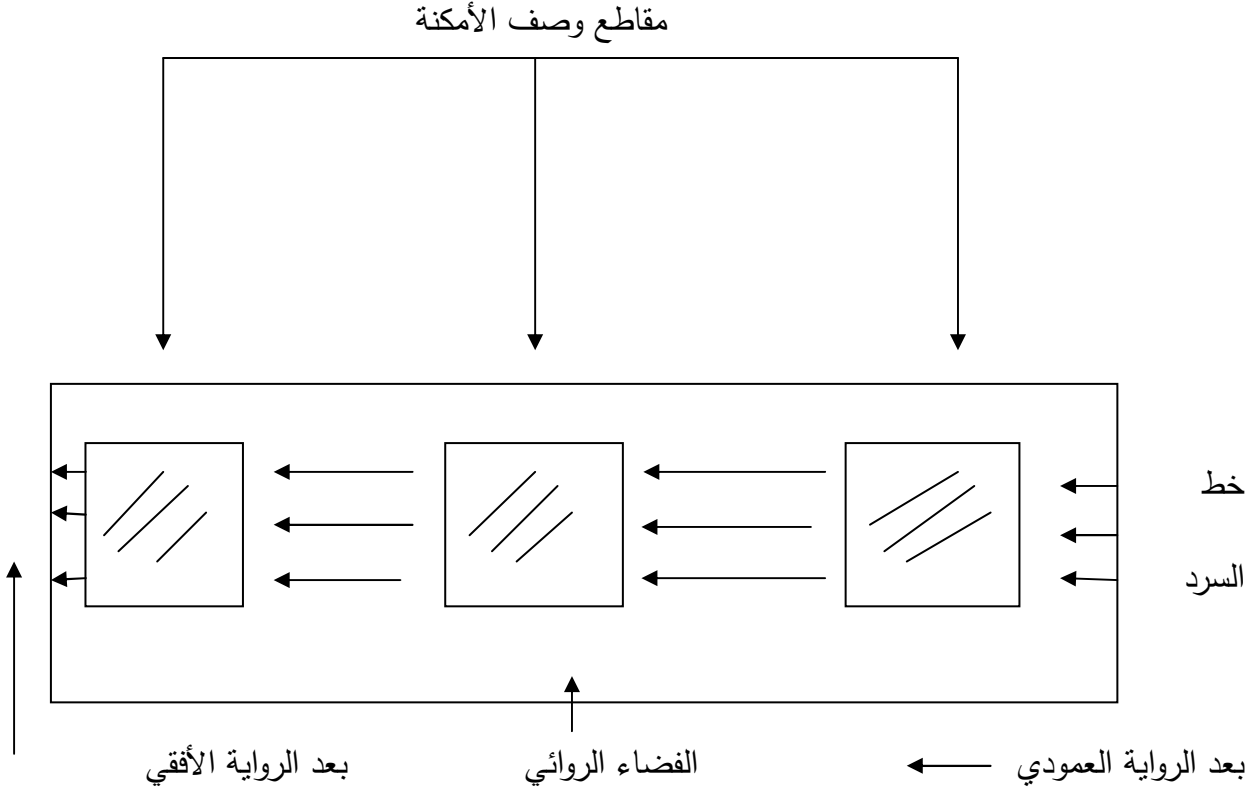 مقاطع وصف الأمكنة
خط
السرد
بعد الرواية العمودي الفضاء الروائي بعد الرواية الأفقي